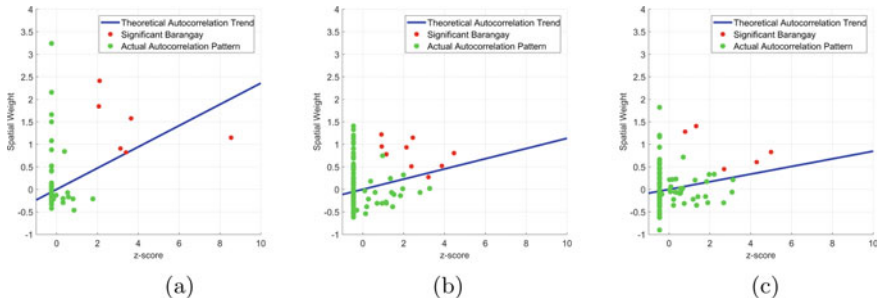 4
3.5
3
2.5
2
1.5
1
0.5
0
-0.5
-1
Spatial Weight
Theoretical Autocorrelation Trend
Significant Barangay
Actual Autocorrelation Pattern
0 2 4 6 8 10
z-score
(a)
4
3.5
3
2.5
2
1.5
1
0.5
0
-0.5
-1
Spatial Weight
Theoretical Autocorrelation Trend
Significant Barangay
Actual Autocorrelation Pattern
0 2 4 6 8 10
z-score
(b)
4
3.5
3
2.5
2
1.5
1
0.5
0
-0.5
-1
Spatial Weight
Theoretical Autocorrelation Trend
Significant Barangay
Actual Autocorrelation Pattern
0 2 4 6 8 10
z-score
(c)